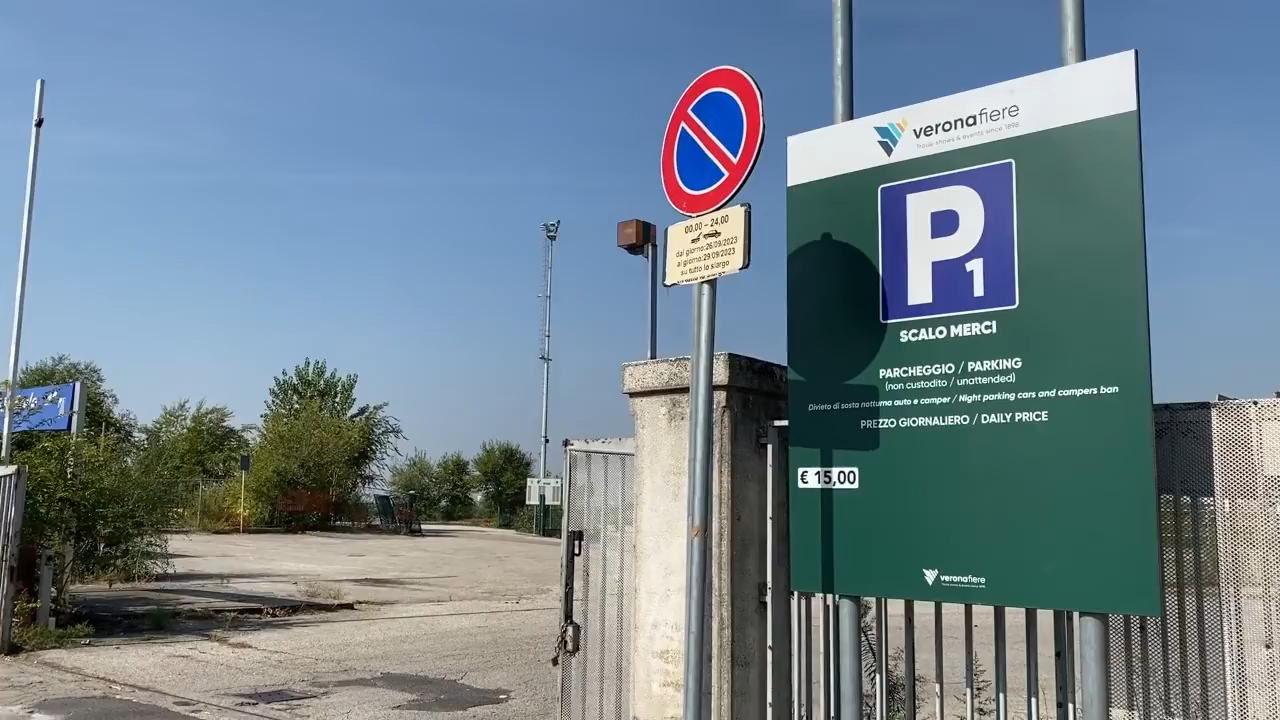 00,00 – 24,00
dal giorno:26/09/2023
al giorno:29/09/2023
su tutto lo slargo
veronafiere
Trade shows & events since 1898
P
1
SCALO MERCI
PARCHEGGIO / PARKING
(non custodito / unattended)
Divieto di sosta notturna auto e camper / Night parking cars and campers ban
PREZZO GIORNALIERO / DAILY PRICE
€ 15,00
veronafiere